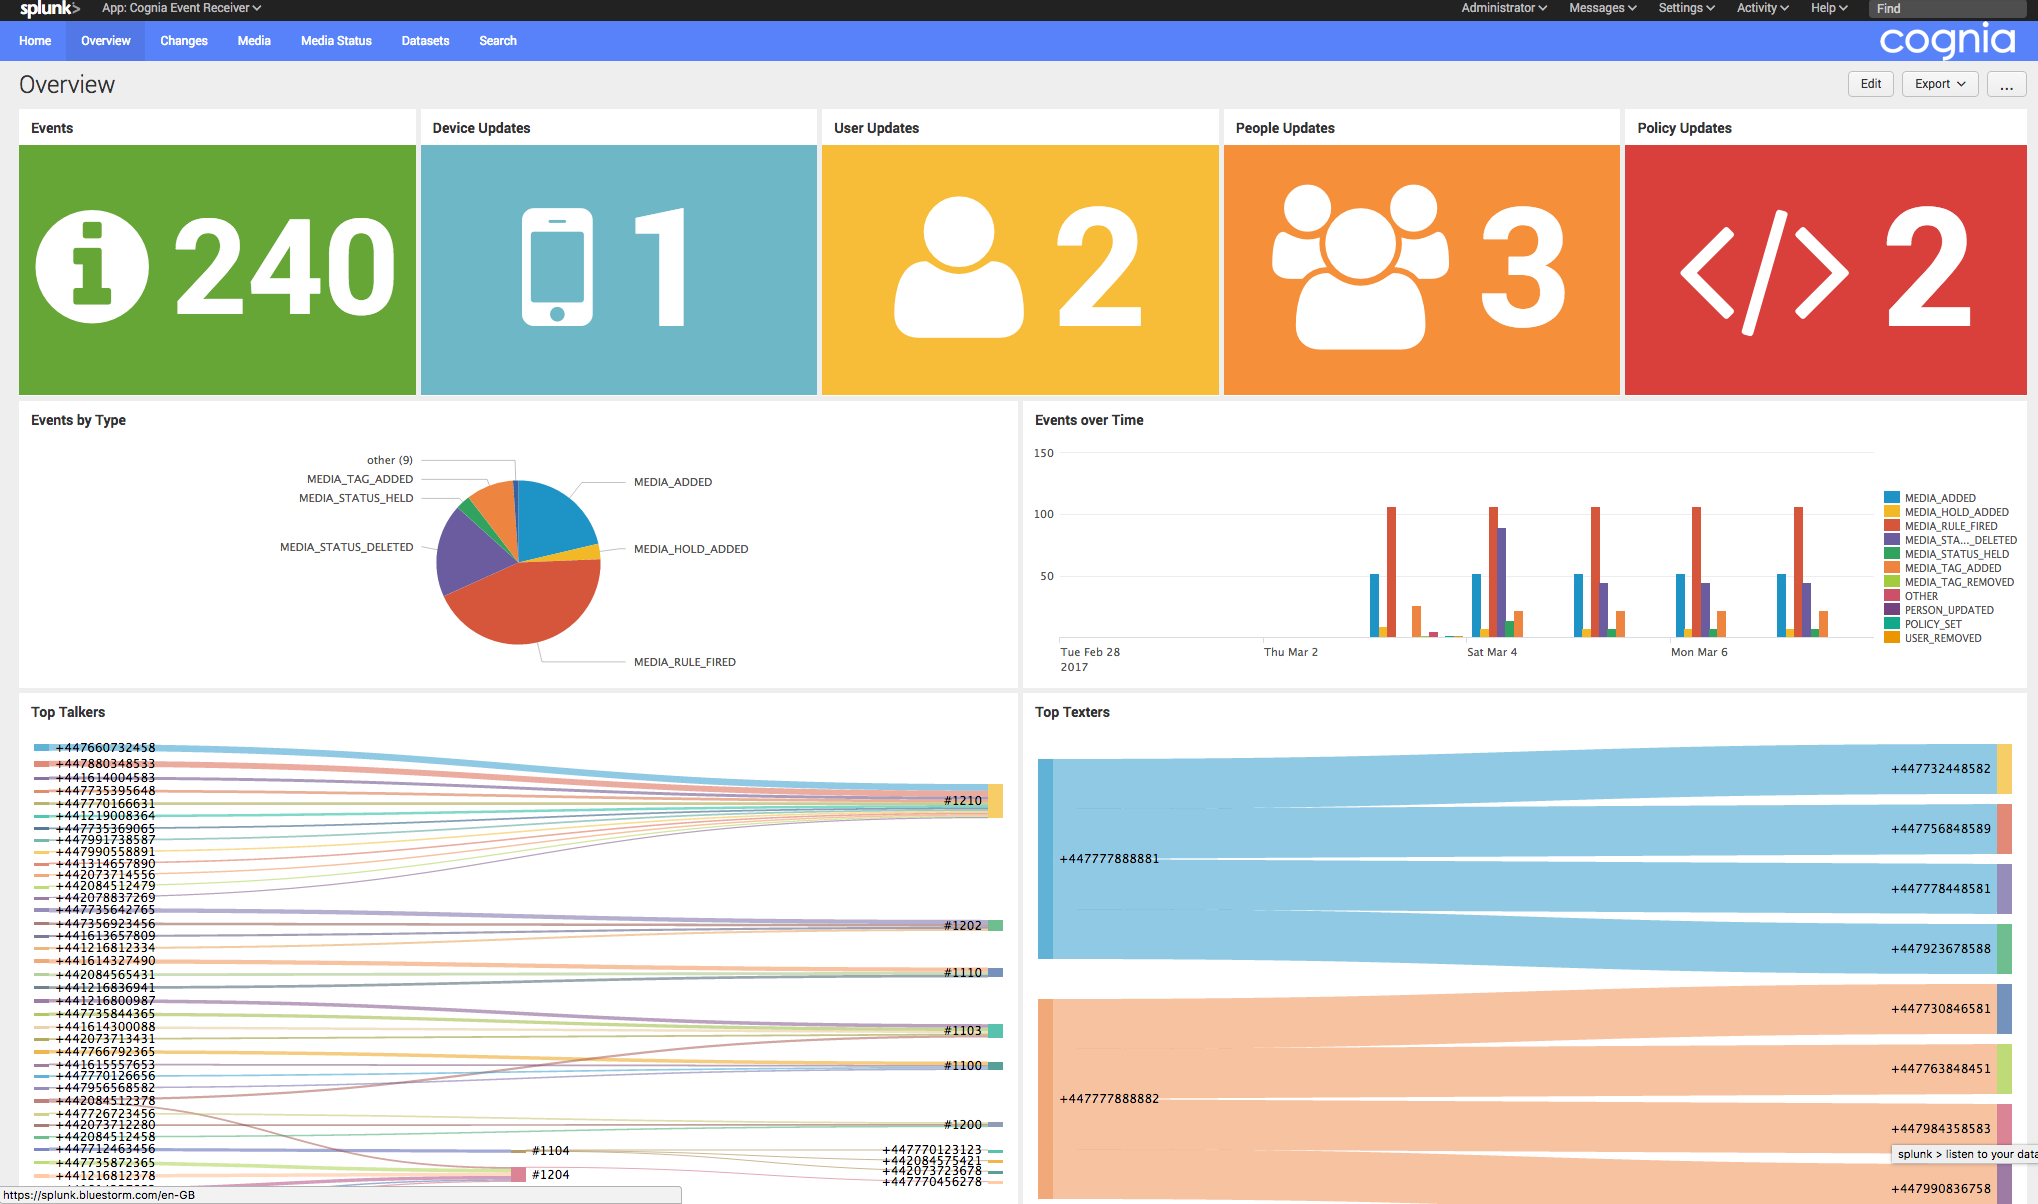 splunk> App: Cognia Event Receiver Administrator Messages Settings Activity Help Find
Home Overview Changes Media Media Status Datasets Search cognia
Overview Edit Export ...
Events Device Updates User Updates People Updates Policy Updates
240 1 2 3 2
Events by Type
other (9)
MEDIA_TAG_ADDED
MEDIA_STATUS_HELD
MEDIA_STATUS_DELETED
MEDIA_ADDED
MEDIA_HOLD_ADDED
MEDIA_RULE_FIRED
Events over Time
150
100
50
Tue Feb 28 Thu Mar 2 Sat Mar 4 Mon Mar 6
2017
MEDIA_ADDED
MEDIA_HOLD_ADDED
MEDIA_RULE_FIRED
MEDIA_STA..._DELETED
MEDIA_STATUS_HELD
MEDIA_TAG_ADDED
MEDIA_TAG_REMOVED
OTHER
PERSON_UPDATED
POLICY_SET
USER_REMOVED
Top Talkers
+447660732458
+447880348533
+441614004583
+447735395648
+447770166631
+441219008364
+447735369065
+447991738587
+447990558891
+441314657890
+442073714556
+442084512479
+442078837269
+447735642765
+447356923456
+441613657809
+441216812334
+441614327490
+442084565431
+441216836941
+441216800987
+447735844365
+441614300088
+442073713431
+447766792365
+441615557653
+447770126656
+447956568582
+442084512378
+447726723456
+442073712280
+442084512458
+447712463456
+447735872365
+441216812378
#1210
#1202
#1110
#1103
#1100
#1200
#1104
#1204
+447770123123
+442084575421
+442073723678
+447770456278
Top Texters
+447777888881
+447777888882
+447732448582
+447756848589
+447778448581
+447923678588
+447730846581
+447763848451
+447984358583
+447990836758
splunk > listen to your data
https://splunk.bluestorm.com/en-GB